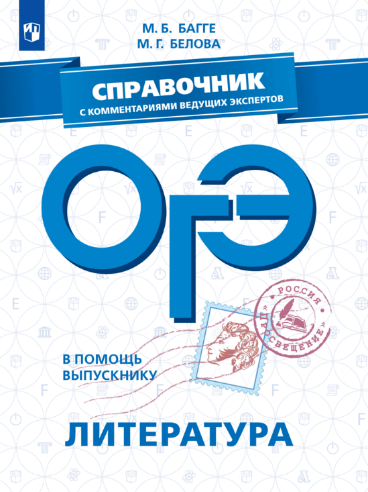 М. Б. БАГГЕ
М. Г. БЕЛОВА
СПРАВОЧНИК
С КОММЕНТАРИЯМИ ВЕДУЩИХ ЭКСПЕРТОВ
ОГЭ
РОССИЯ
ПРОСВЕЩЕНИЕ»
В ПОМОЩЬ
ВЫПУСКНИКУ
ЛИТЕРАТУРА